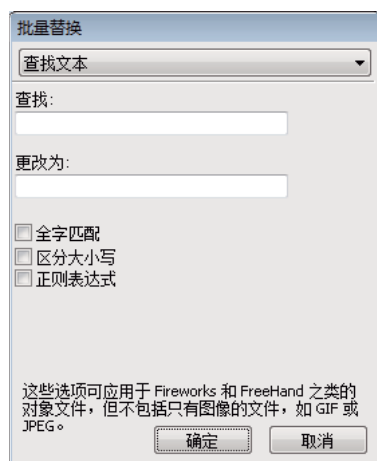 批量替换
查找文本
查找:
更改为:
全字匹配
区分大小写
正则表达式
这些选项可应用于 Fireworks 和 FreeHand 之类的
对象文件，但不包括只有图像的文件，如 GIF 或
JPEG。
确定
取消